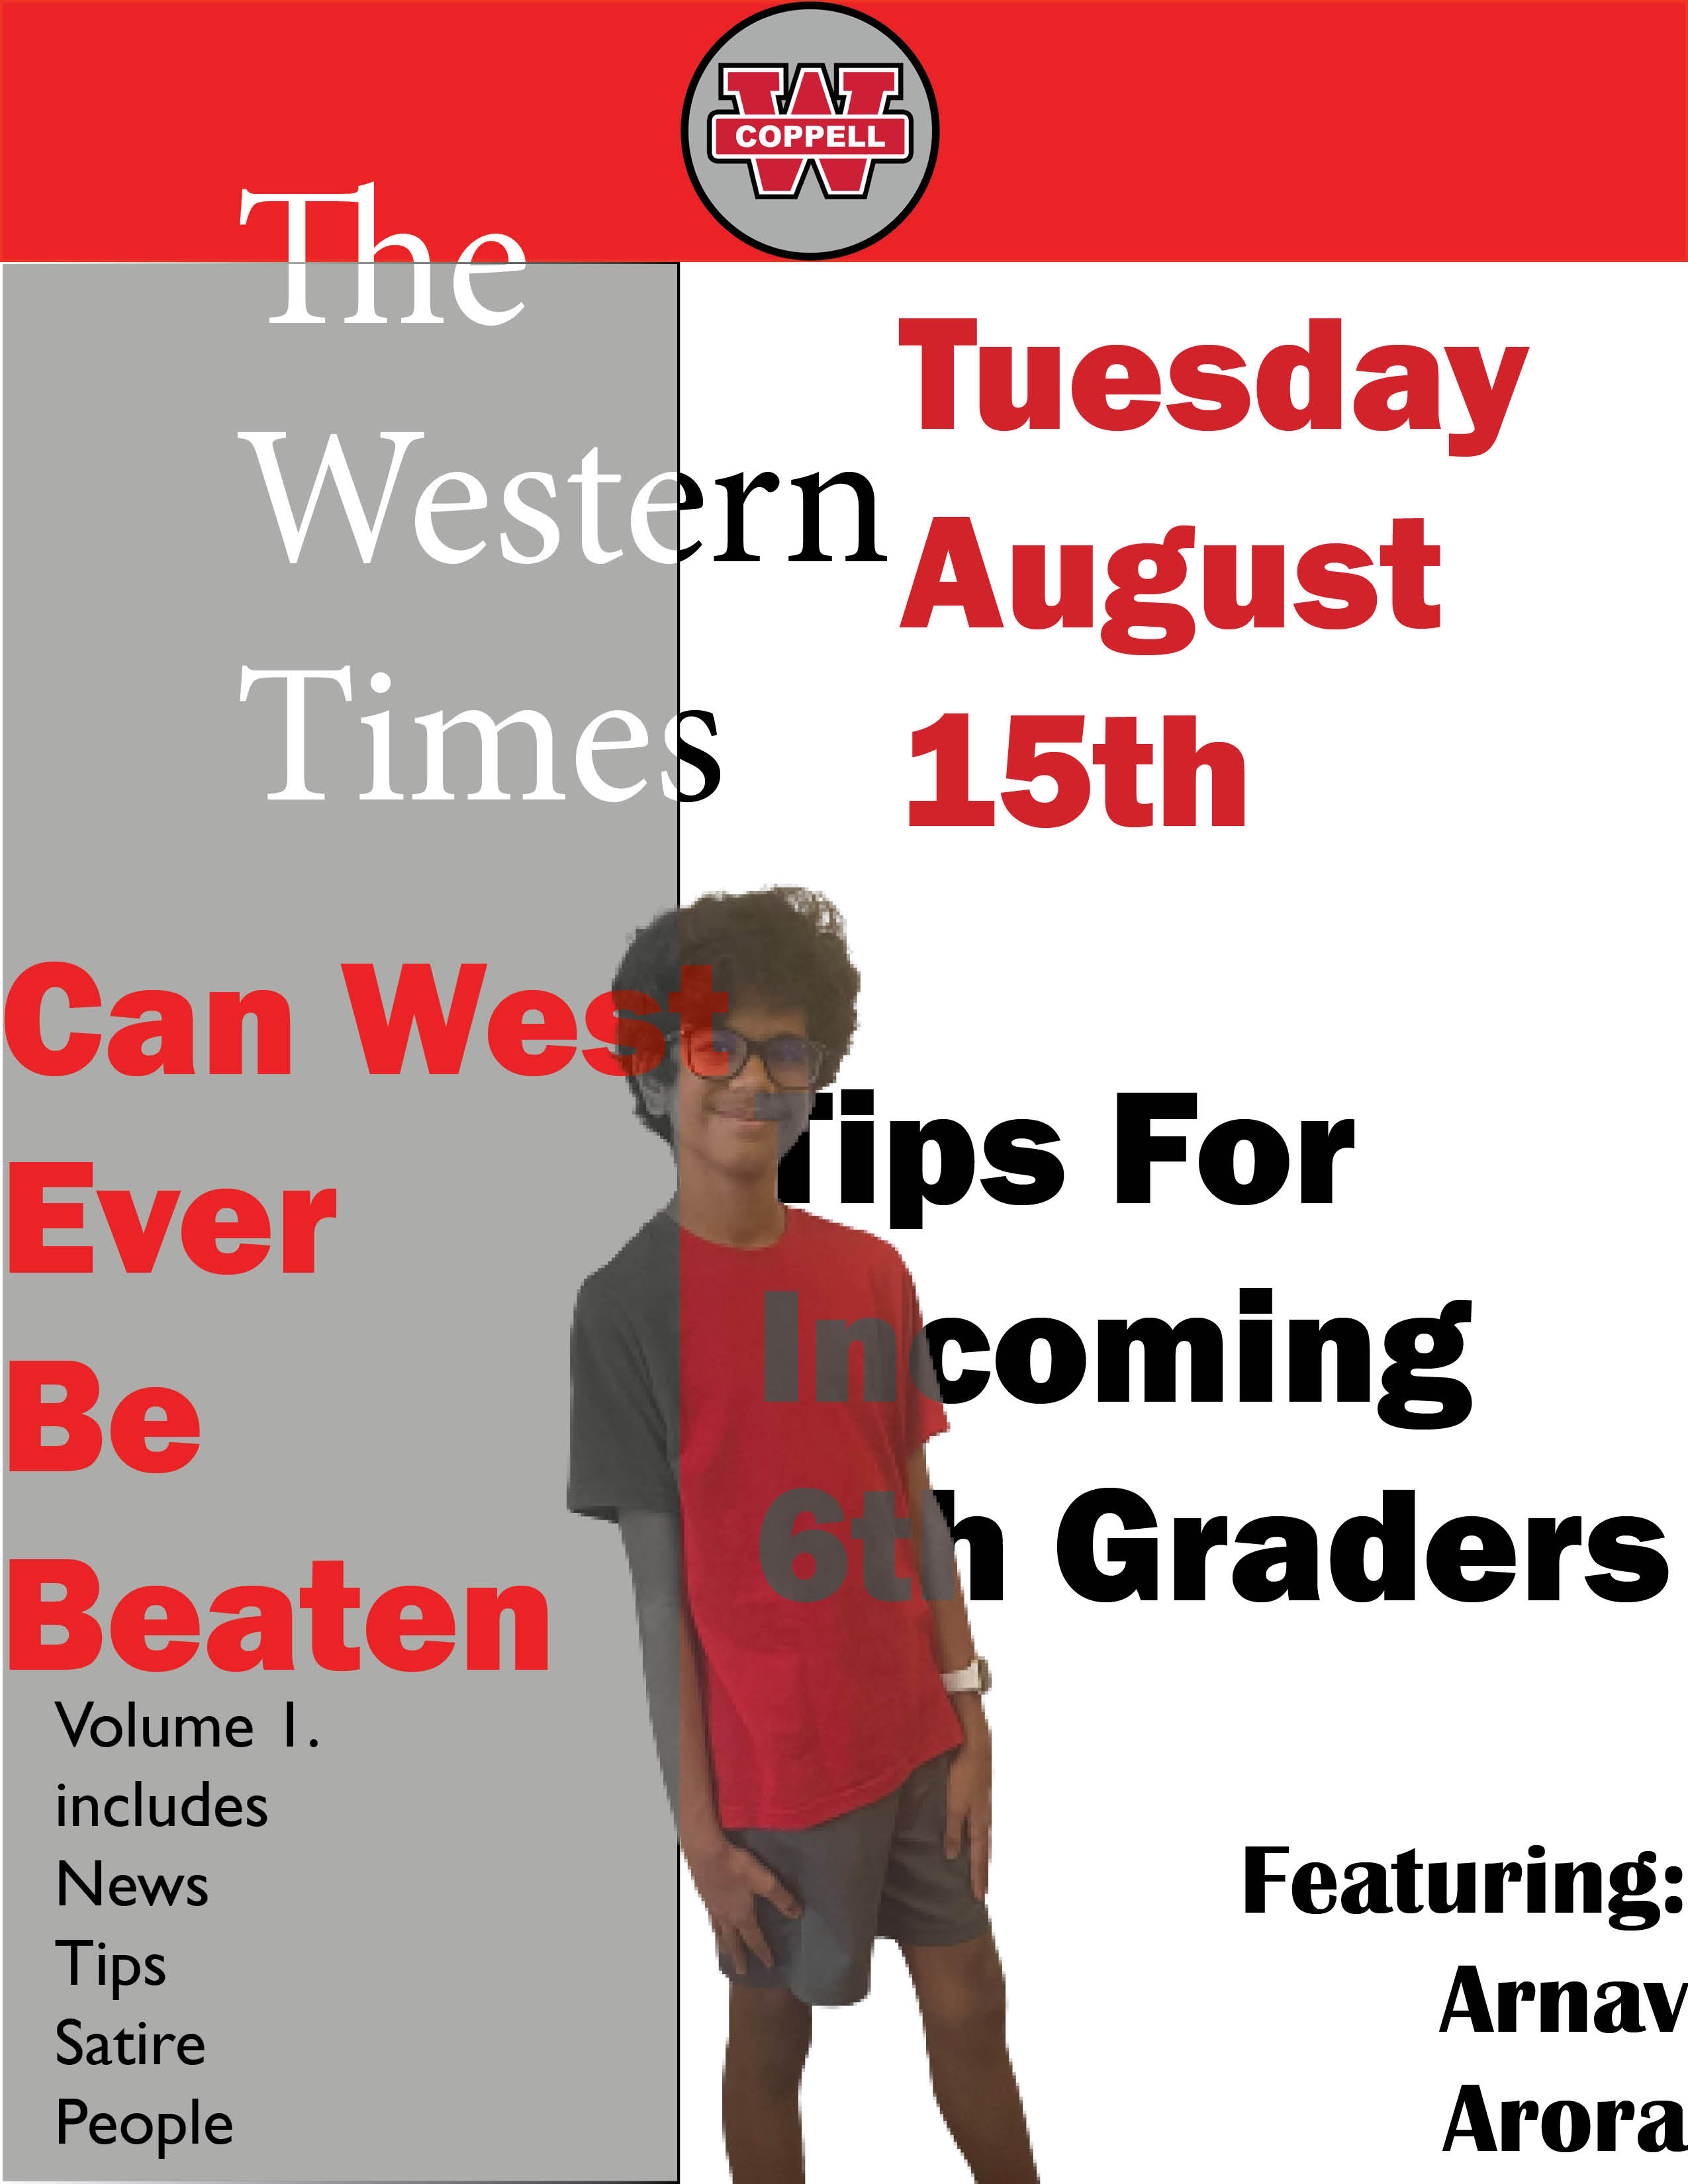 W
COPPELL
The
Western
Times
Tuesday
August
15th
Can West
Ever
Be
Beaten
Tips For
Incoming
6th Graders
Volume 1.
includes
News
Tips
Satire
People
Featuring:
Arnav
Arora